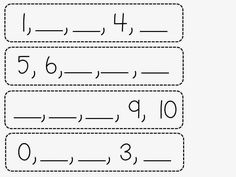 1, __, __, 4, __
5, 6, __, __, __
__, __, __, 9, 10
0, __, __, 3, __